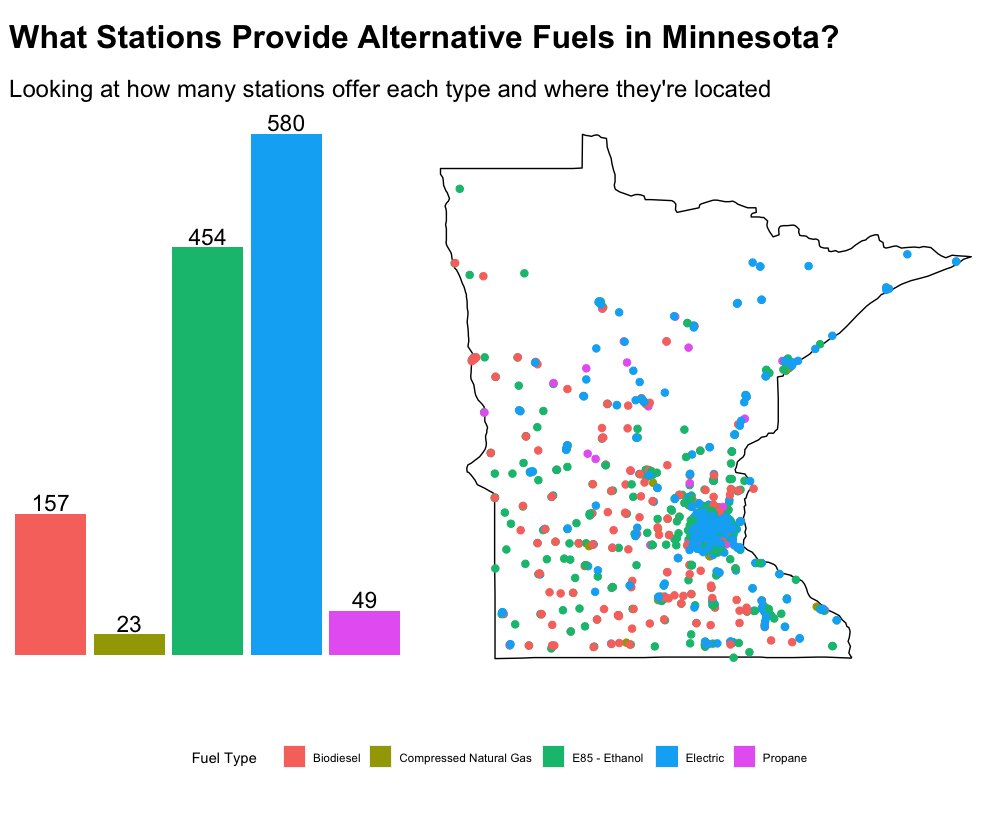 What Stations Provide Alternative Fuels in Minnesota?
Looking at how many stations offer each type and where they're located
580
454
157
49
23
Fuel Type Biodiesel Compressed Natural Gas E85 - Ethanol Electric Propane